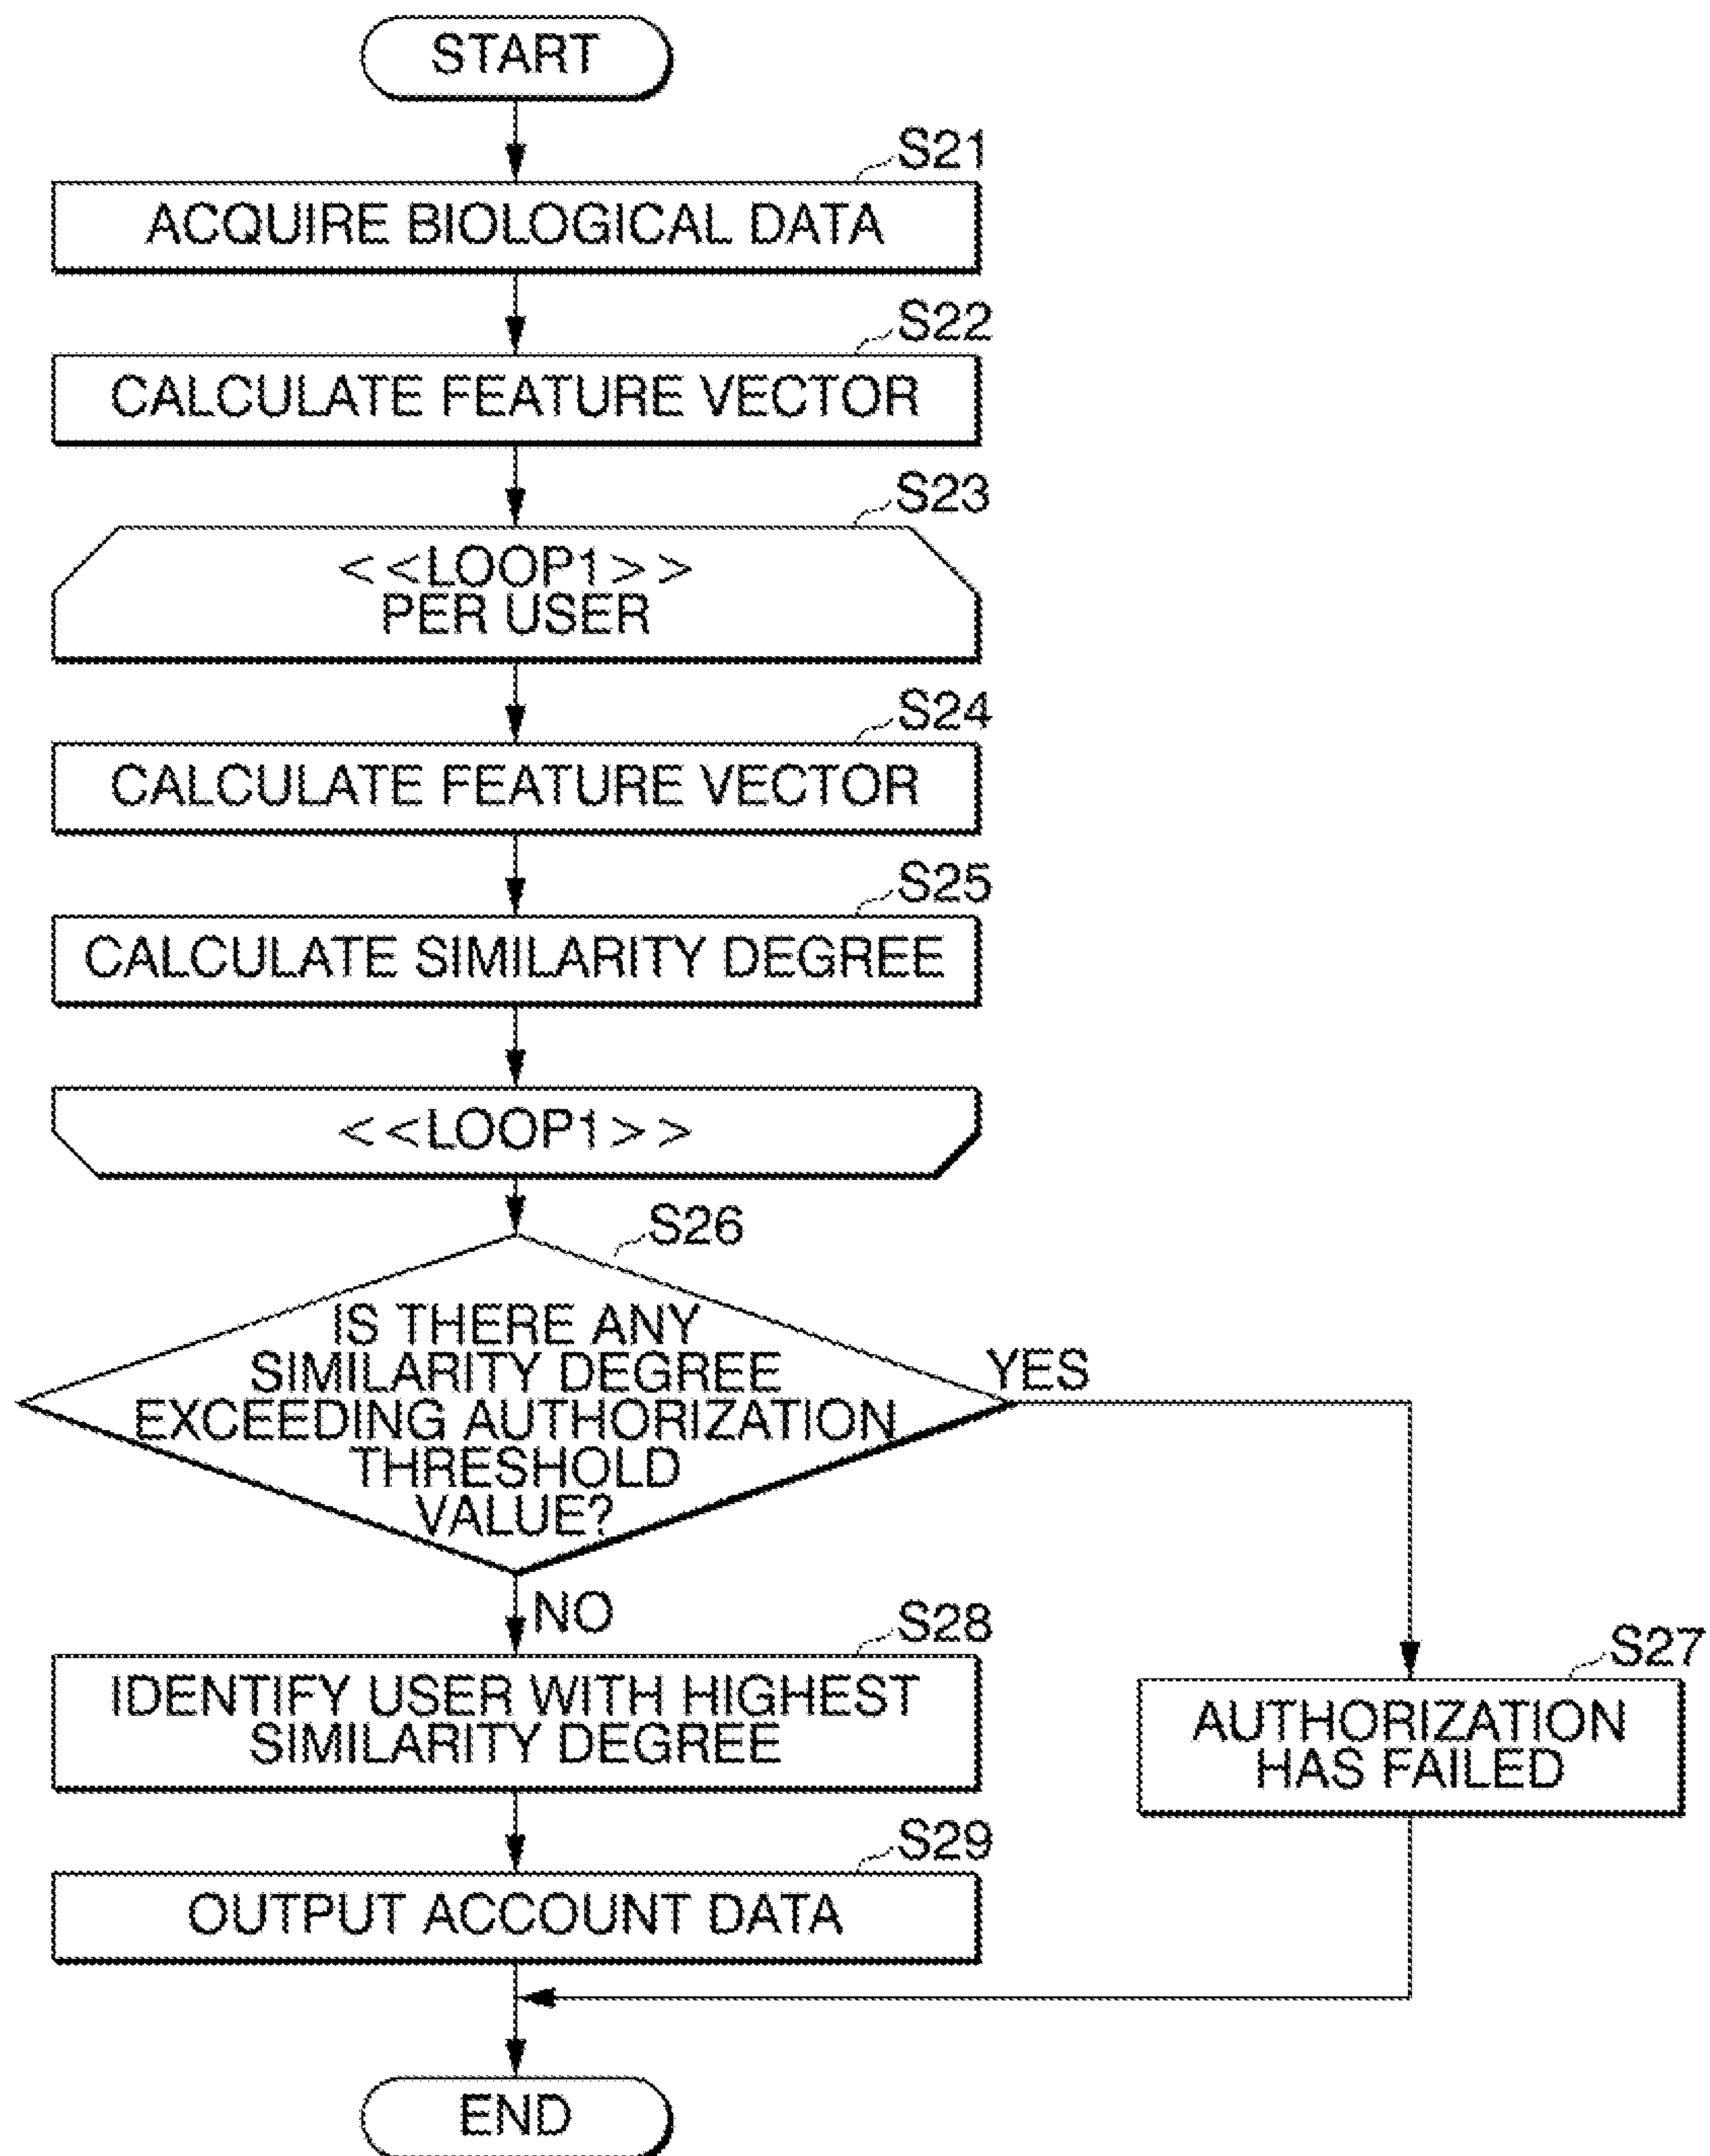 START
S21
ACQUIRE BIOLOGICAL DATA
S22
CALCULATE FEATURE VECTOR
S23
<<LOOP1>>
PER USER
S24
CALCULATE FEATURE VECTOR
S25
CALCULATE SIMILARITY DEGREE
<<LOOP1>>
S26
IS THERE ANY
SIMILARITY DEGREE
EXCEEDING AUTHORIZATION
THRESHOLD
VALUE?
YES
NO
S28
IDENTIFY USER WITH HIGHEST
SIMILARITY DEGREE
S27
AUTHORIZATION
HAS FAILED
S29
OUTPUT ACCOUNT DATA
END